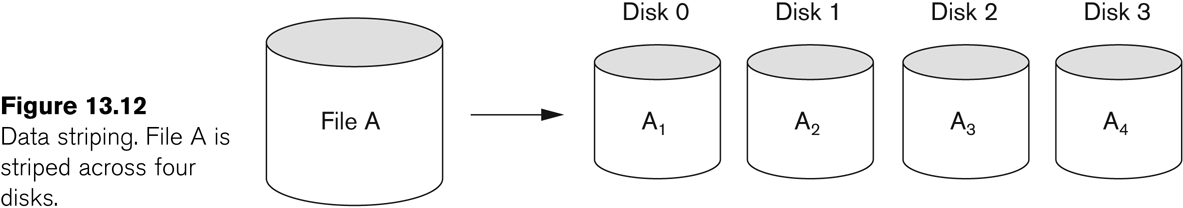 Figure 13.12
Data striping. File A is
striped across four
disks.
File A
Disk 0 Disk 1 Disk 2 Disk 3
A₁ A₂ A₃ A₄